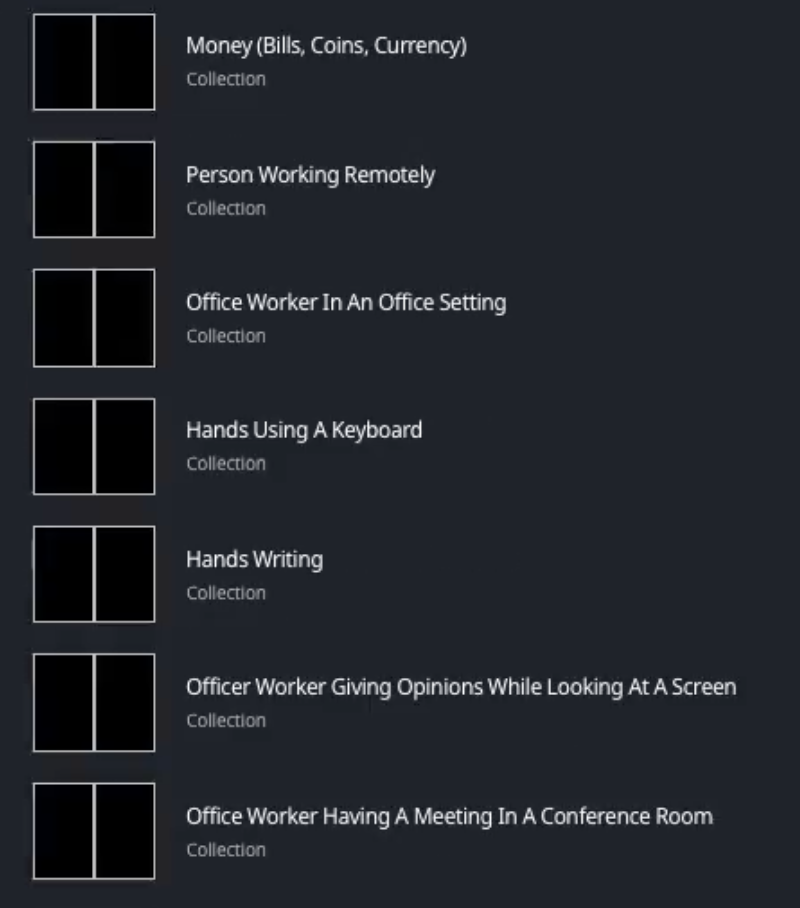 Money (Bills, Coins, Currency)
Collection
Person Working Remotely
Collection
Office Worker In An Office Setting
Collection
Hands Using A Keyboard
Collection
Hands Writing
Collection
Officer Worker Giving Opinions While Looking At A Screen
Collection
Office Worker Having A Meeting In A Conference Room
Collection